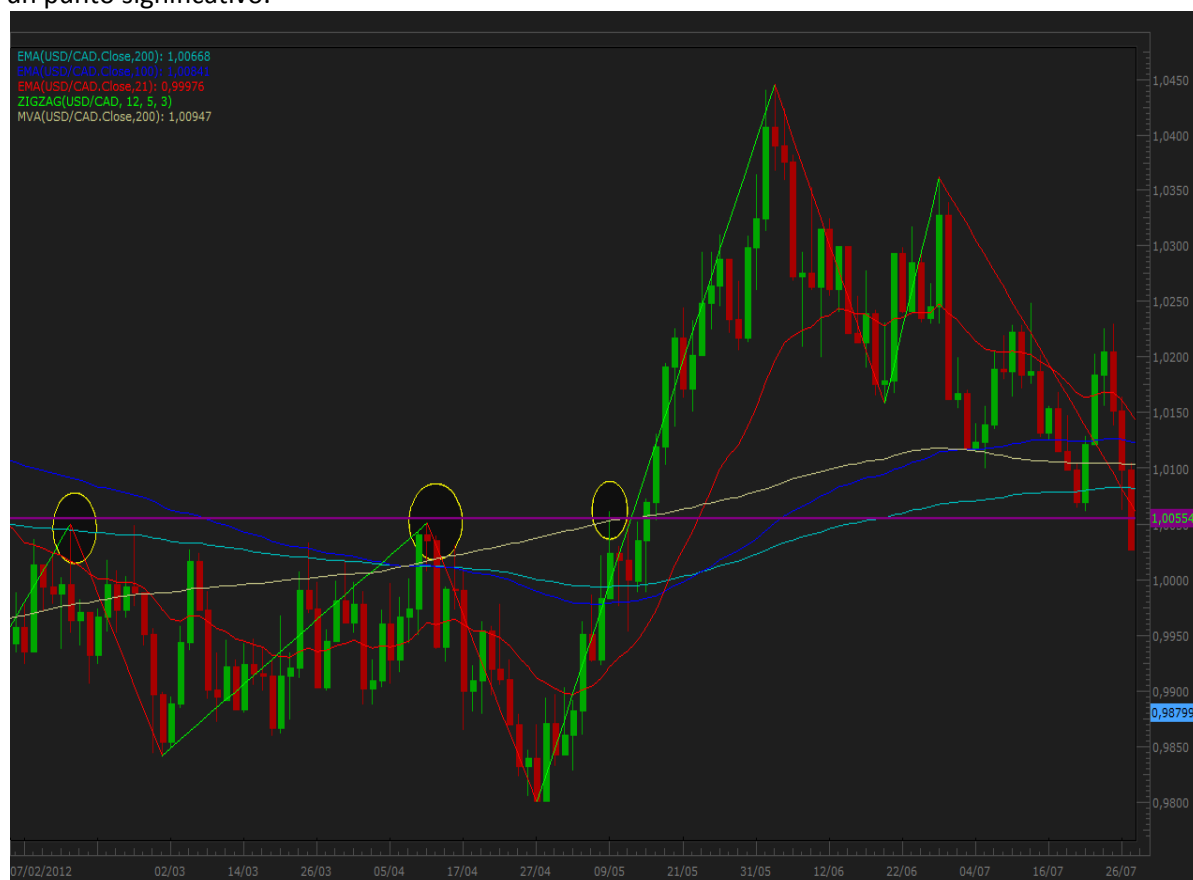 un punto significativo.
EMA(USD/CAD.Close,200): 1,00668
EMA(USD/CAD.Close,21): 0,99976
ZIGZAG(USD/CAD, 12, 5, 3)
MVA(USD/CAD.Close,200): 1,00947
1,0450
1,0400
1,0350
1,0300
1,0250
1,0200
1,0150
1,0100
1,00554
1,0000
0,9950
0,9900
0,98799
0,9850
0,9800
07/02/2012 02/03 14/03 26/03 05/04 17/04 27/04 09/05 21/05 31/05 12/06 22/06 04/07 16/07 26/07